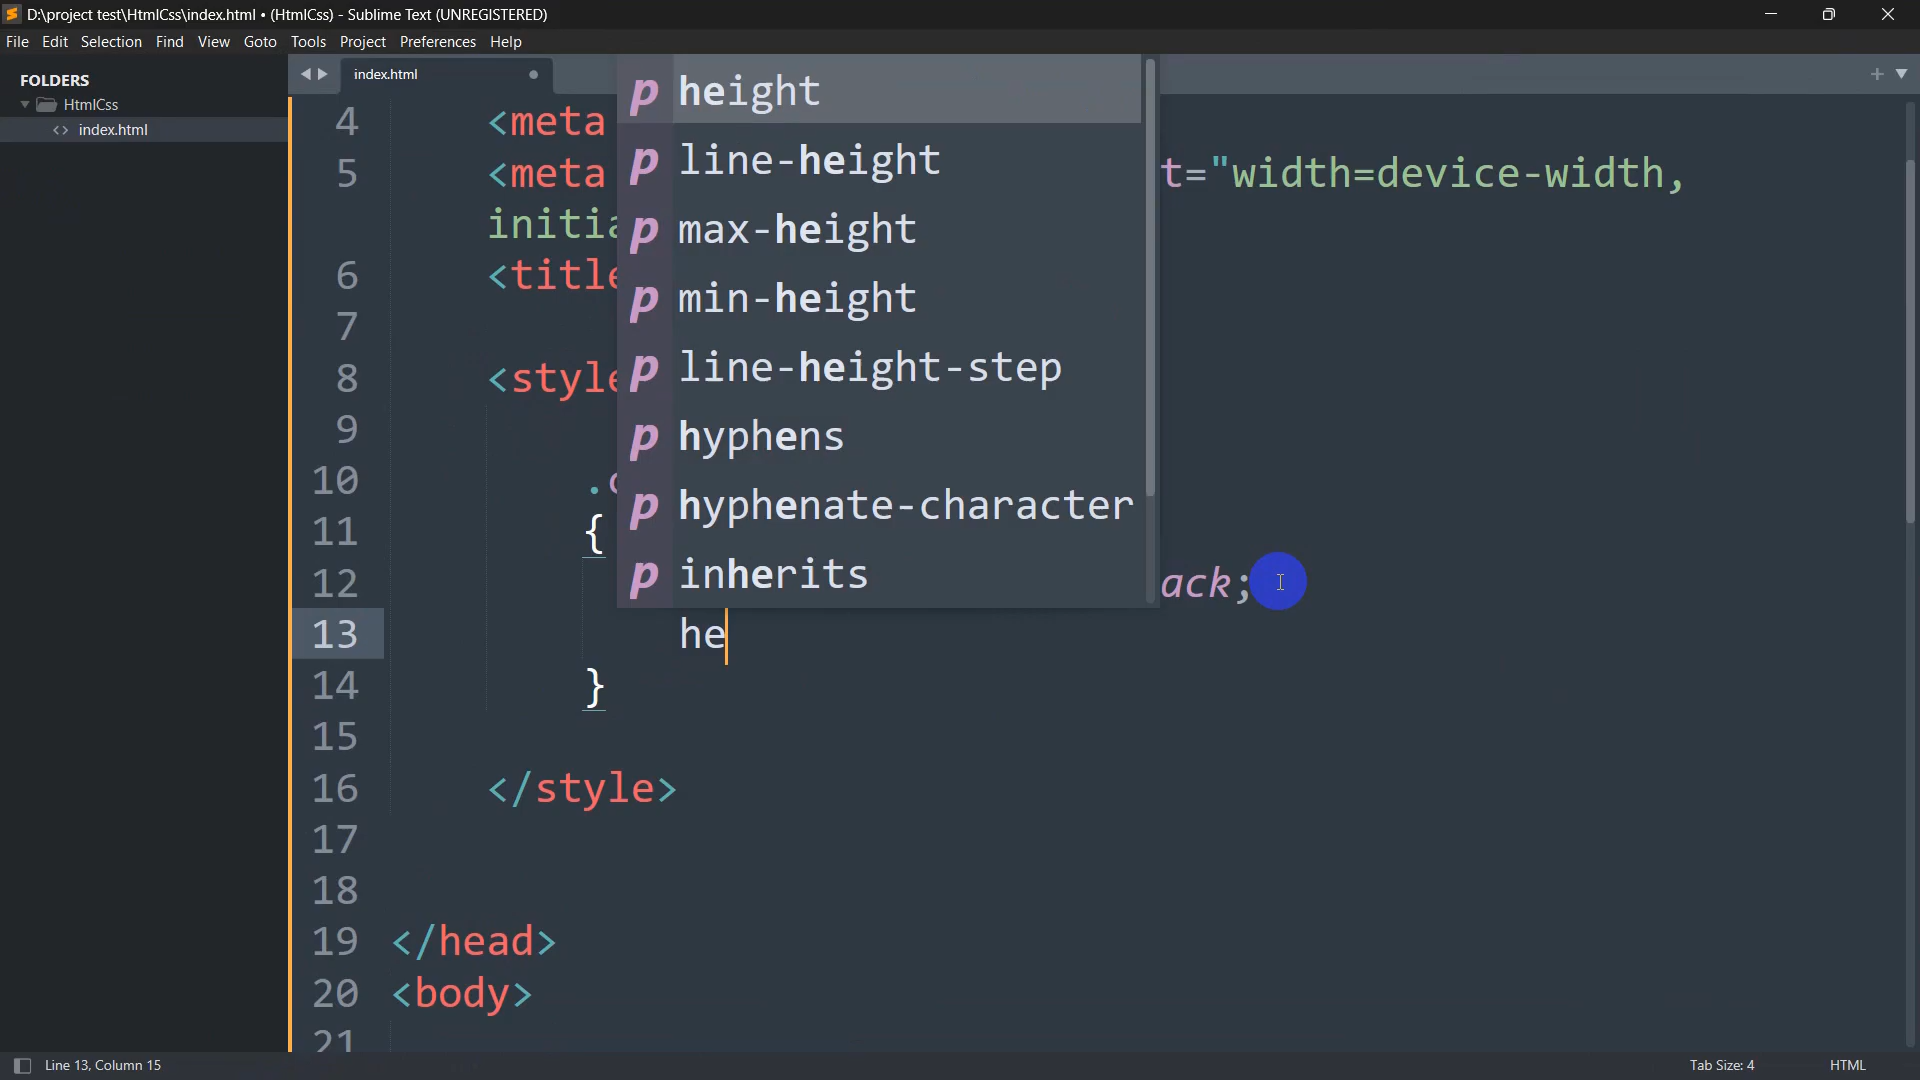 D:\project test\HtmlCss\index.html • (HtmlCss) - Sublime Text (UNREGISTERED)
File Edit Selection Find View Goto Tools Project Preferences Help
FOLDERS
HtmlCss
<> index.html
index.html
4 <meta
5 <meta t="width=device-width,
initia
6 <title
7
8 <style
9
10 .c
11 {
12 ack;
13 he
14 }
15
16 </style>
17
18
19 </head>
20 <body>
21
p height
p line-height
p max-height
p min-height
p line-height-step
p hyphens
p hyphenate-character
p inherits
Line 13, Column 15
Tab Size: 4
HTML